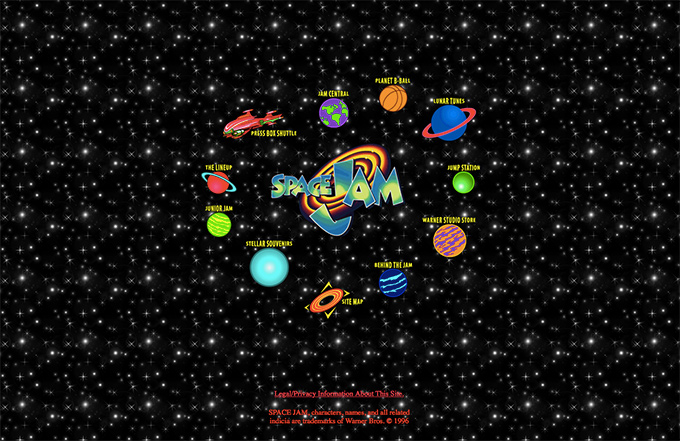 PLANET B-BALL
JAM CENTRAL
LUNAR TUNES
PRESS BOX SHUTTLE
THE LINEUP
JUMP STATION
SPACE JAM
JUNIOR JAM
WARNER STUDIO STORE
STELLAR SOUVENIRS
BEHIND THE JAM
SITE MAP
Legal/Privacy Information About This Site.
SPACE JAM, characters, names, and all related
indicia are trademarks of Warner Bros. © 1996